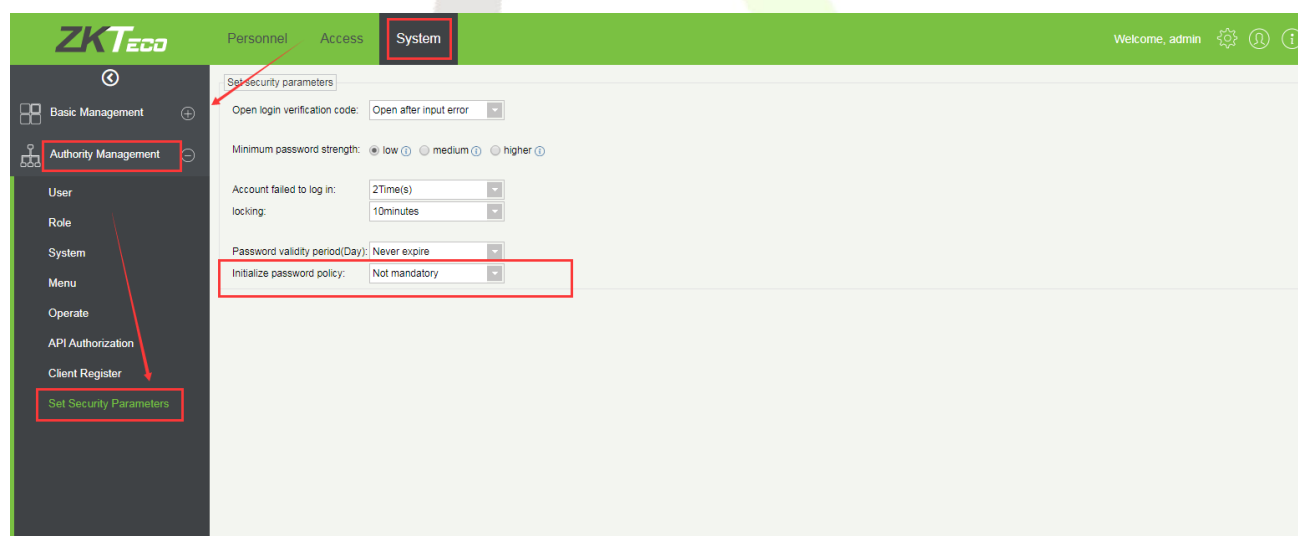 ZKTeco
Personnel Access System
Welcome, admin
Set security parameters
Basic Management
Open login verification code: Open after input error
Authority Management
Minimum password strength: low medium higher
User
Account failed to log in: 2Time(s)
locking: 10minutes
Role
System
Password validity period(Day): Never expire
Initialize password policy: Not mandatory
Menu
Operate
API Authorization
Client Register
Set Security Parameters